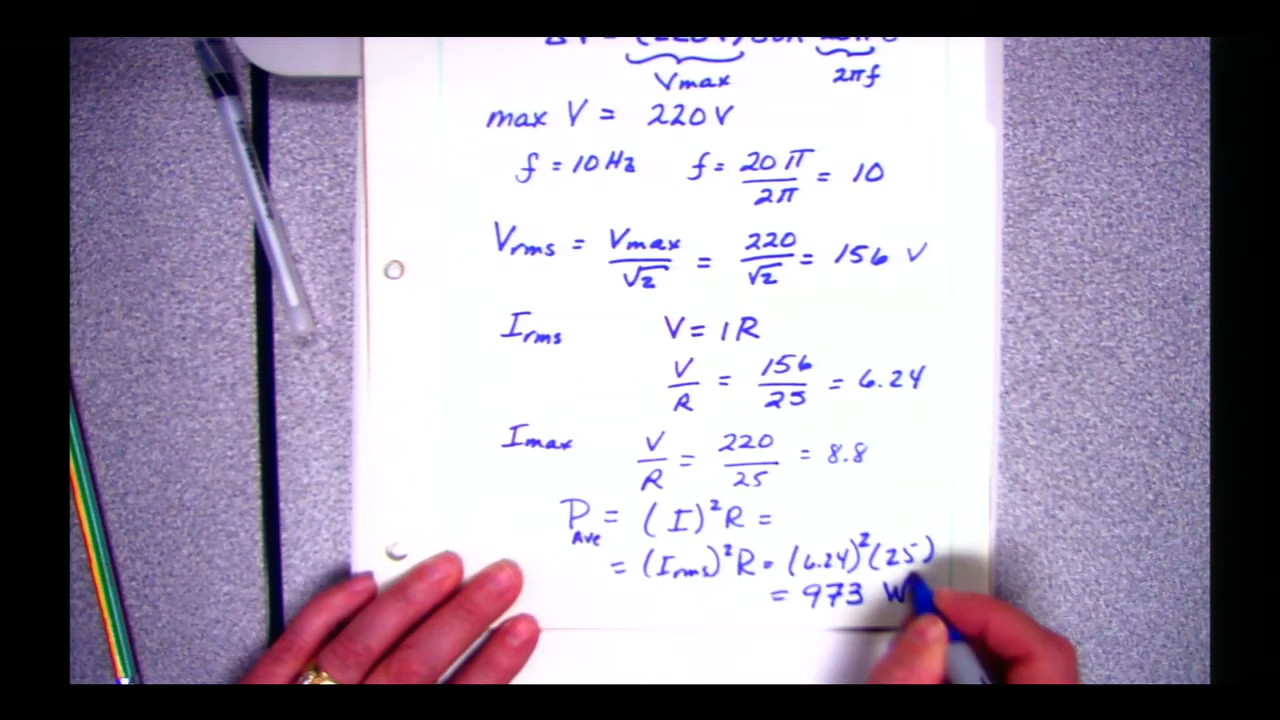 Vmax 2πf
max V = 220V
f = 10 Hz f = 20π/2π = 10
Vrms = Vmax/√2 = 220/√2 = 156 V
Irms V = IR
V/R = 156/25 = 6.24
Imax V/R = 220/25 = 8.8
PAve = (I)²R =
= (Irms)²R = (6.24)²(25)
= 973 W